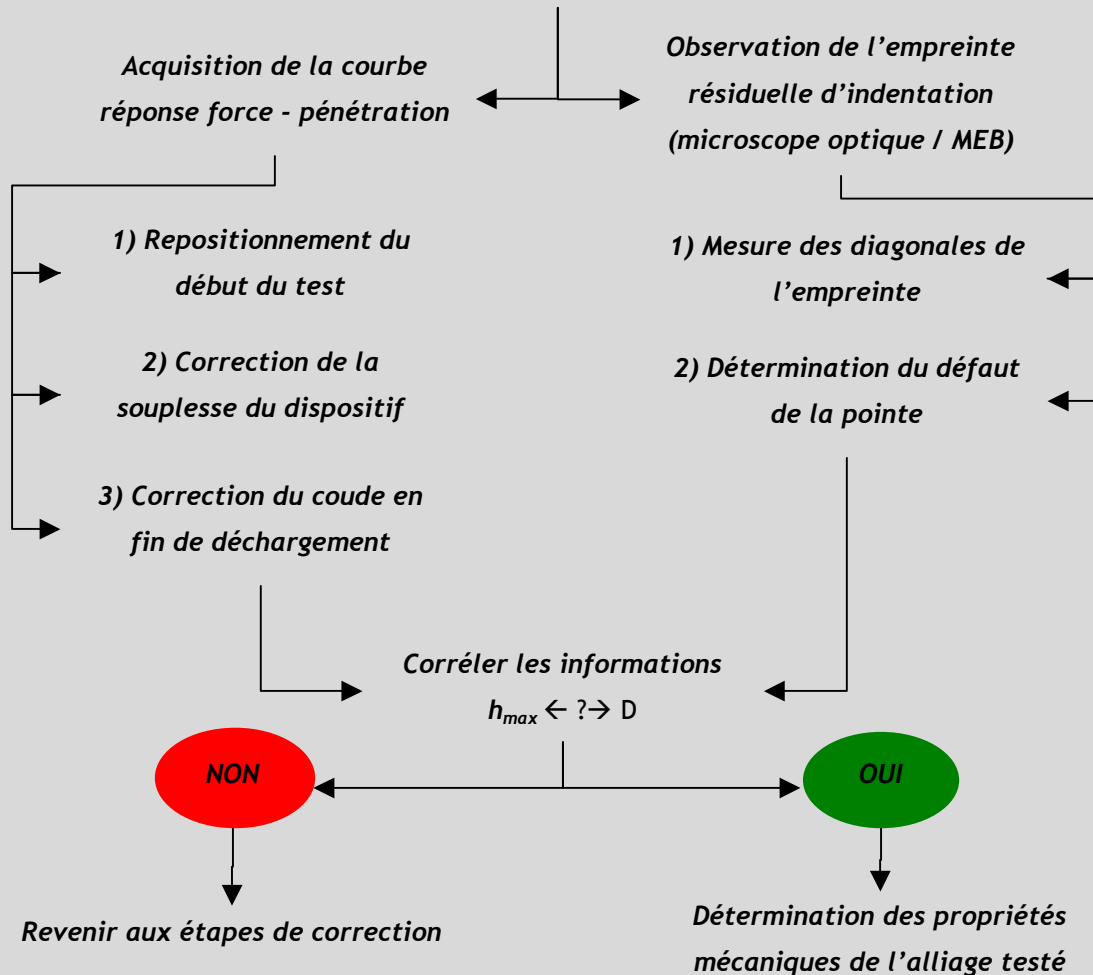 Acquisition de la courbe
réponse force - pénétration
Observation de l’empreinte
résiduelle d’indentation
(microscope optique / MEB)
1) Repositionnement du
début du test
2) Correction de la
souplesse du dispositif
3) Correction du coude en
fin de déchargement
1) Mesure des diagonales de
l’empreinte
2) Détermination du défaut
de la pointe
Corréler les informations
hmax ← ?→ D
NON
OUI
Revenir aux étapes de correction
Détermination des propriétés
mécaniques de l’alliage testé